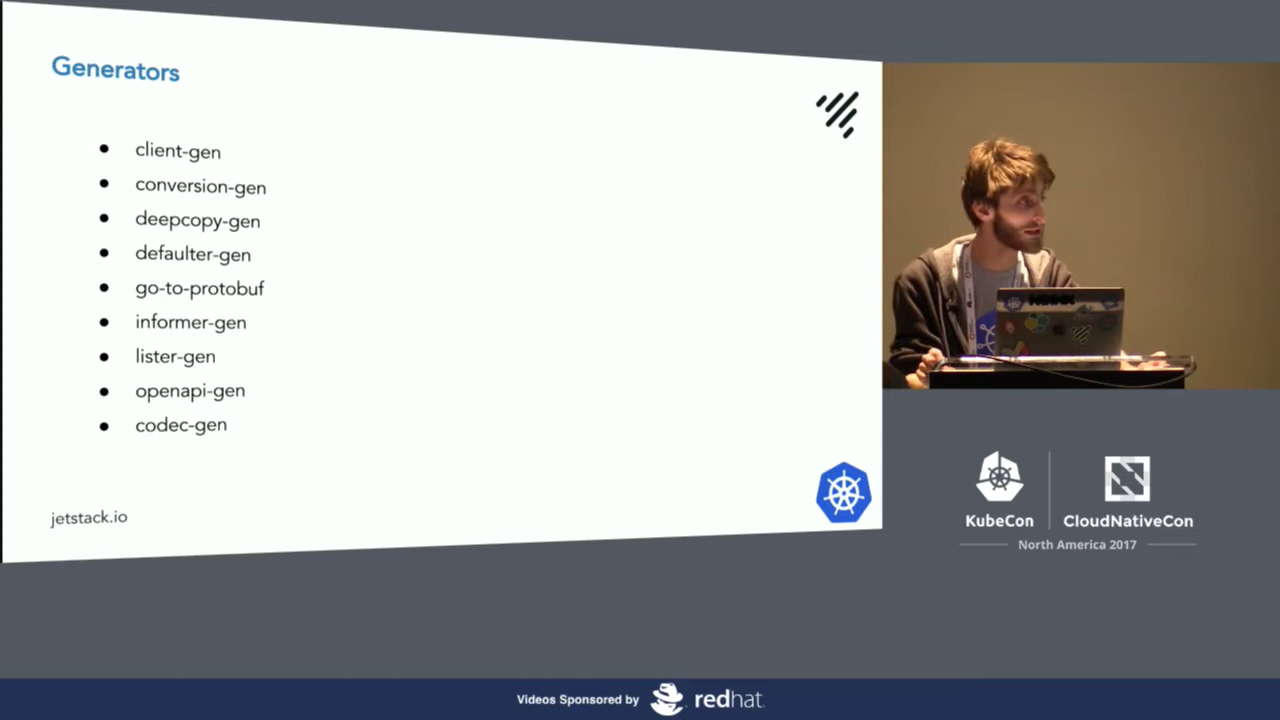 Generators
client-gen
conversion-gen
deepcopy-gen
defaulter-gen
go-to-protobuf
informer-gen
lister-gen
openapi-gen
codec-gen
jetstack.io
KubeCon
CloudNativeCon
North America 2017
Videos Sponsored by redhat.